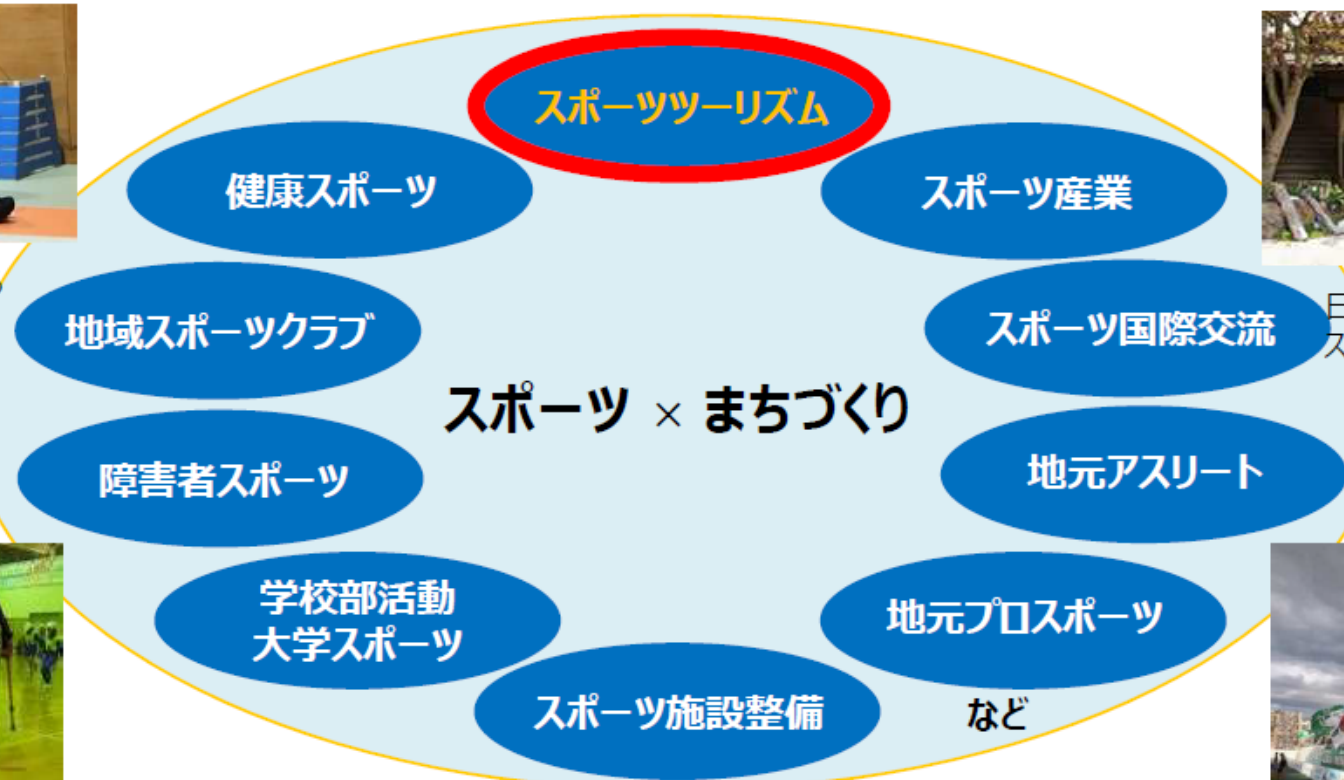 スポーツツーリズム
健康スポーツ
スポーツ産業
地域スポーツクラブ
スポーツ国際交流
日
ス
スポーツ × まちづくり
障害者スポーツ
地元アスリート
学校部活動
大学スポーツ
地元プロスポーツ
スポーツ施設整備
など